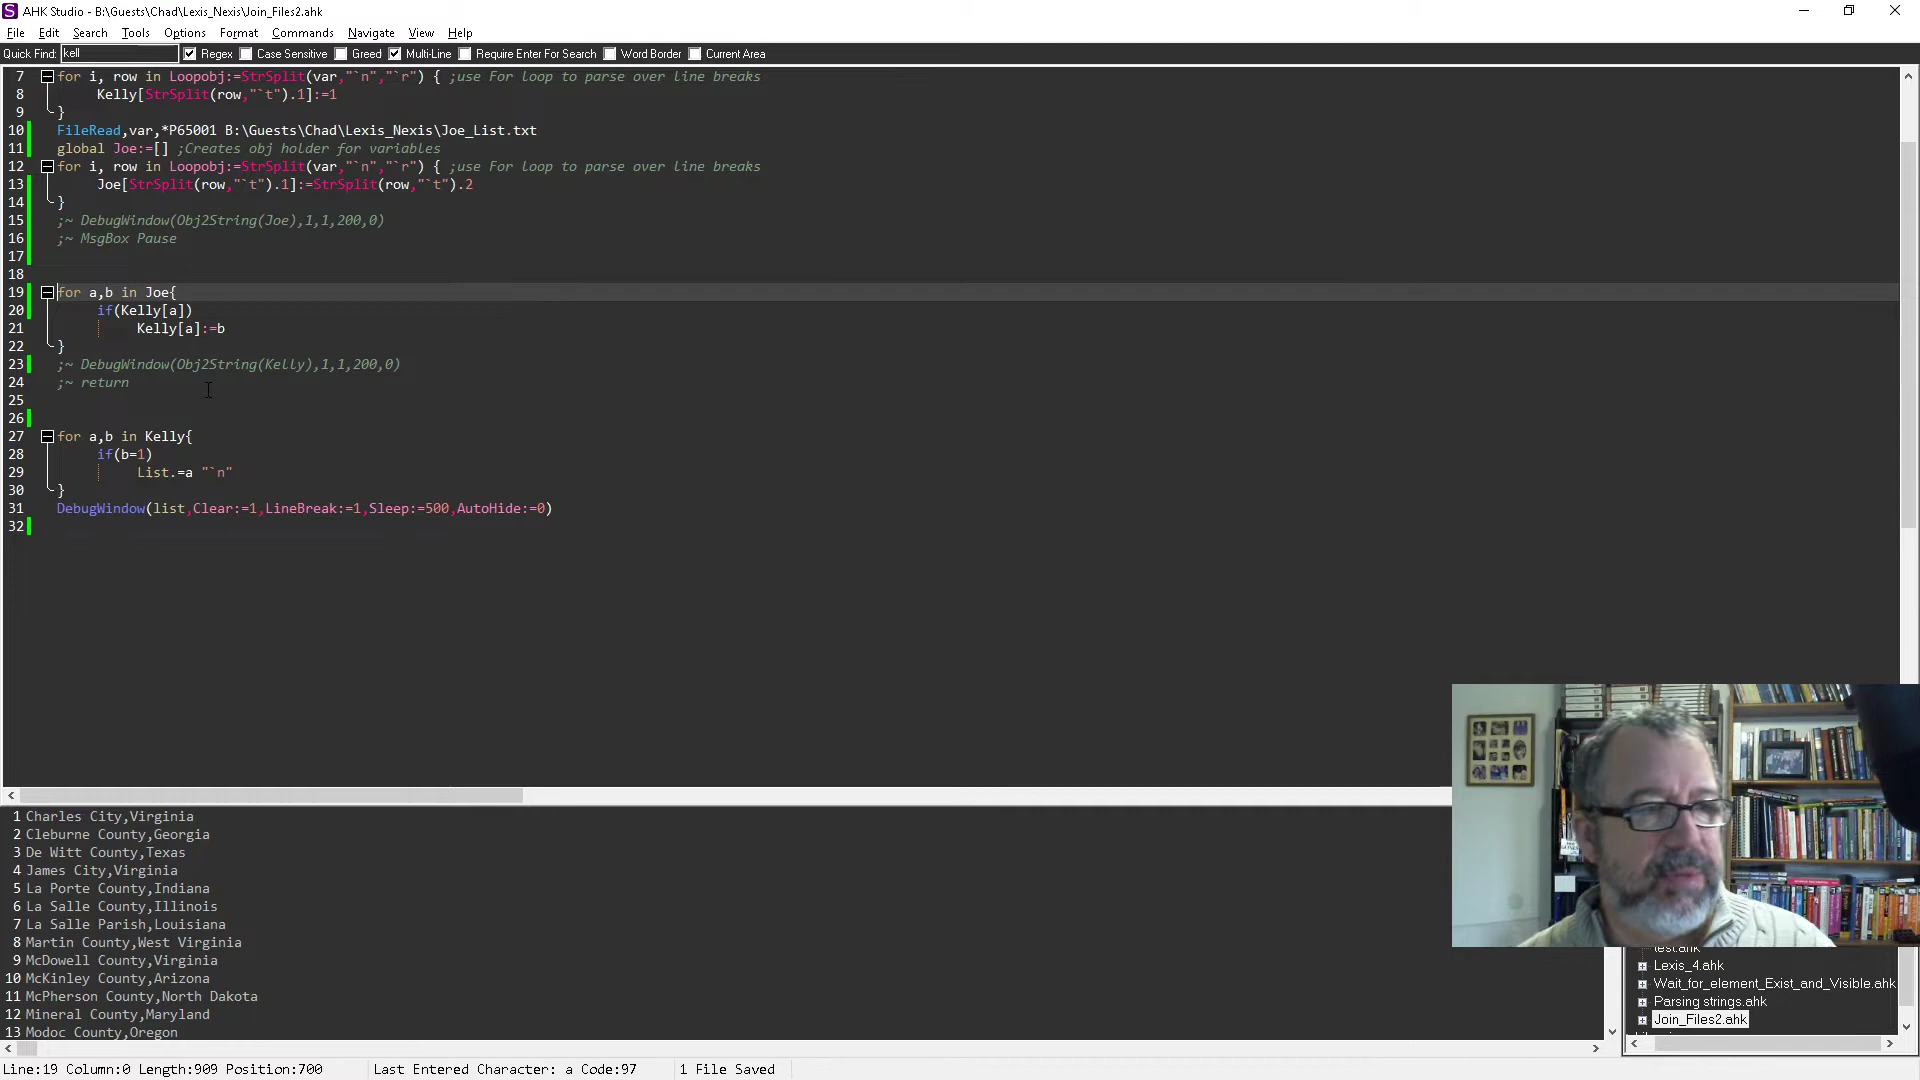 AHK Studio - B:\Guests\Chad\Lexis_Nexis\Join_Files2.ahk
File Edit Search Tools Options Format Commands Navigate View Help
Quick Find: kell Regex Case Sensitive Greed Multi-Line Require Enter For Search Word Border Current Area
7 for i, row in Loopobj:=StrSplit(var,"`n","`r") { ;use For loop to parse over line breaks
8 Kelly[StrSplit(row,"`t").1]:=1
9 }
10 FileRead,var,*P65001 B:\Guests\Chad\Lexis_Nexis\Joe_List.txt
11 global Joe:=[] ;Creates obj holder for variables
12 for i, row in Loopobj:=StrSplit(var,"`n","`r") { ;use For loop to parse over line breaks
13 Joe[StrSplit(row,"`t").1]:=StrSplit(row,"`t").2
14 }
15 ;~ DebugWindow(Obj2String(Joe),1,1,200,0)
16 ;~ MsgBox Pause
17
18
19 for a,b in Joe{
20 if(Kelly[a])
21 Kelly[a]:=b
22 }
23 ;~ DebugWindow(Obj2String(Kelly),1,1,200,0)
24 ;~ return
25
26
27 for a,b in Kelly{
28 if(b=1)
29 List.=a "`n"
30 }
31 DebugWindow(list,Clear:=1,LineBreak:=1,Sleep:=500,AutoHide:=0)
32
1 Charles City,Virginia
2 Cleburne County,Georgia
3 De Witt County,Texas
4 James City,Virginia
5 La Porte County,Indiana
6 La Salle County,Illinois
7 La Salle Parish,Louisiana
8 Martin County,West Virginia
9 McDowell County,Virginia
10 McKinley County,Arizona
11 McPherson County,North Dakota
12 Mineral County,Maryland
13 Modoc County,Oregon
test.ahk
Lexis_4.ahk
Wait_for_element_Exist_and_Visible.ahk
Parsing strings.ahk
Join_Files2.ahk
Line:19 Column:0 Length:909 Position:700 Last Entered Character: a Code:97 1 File Saved